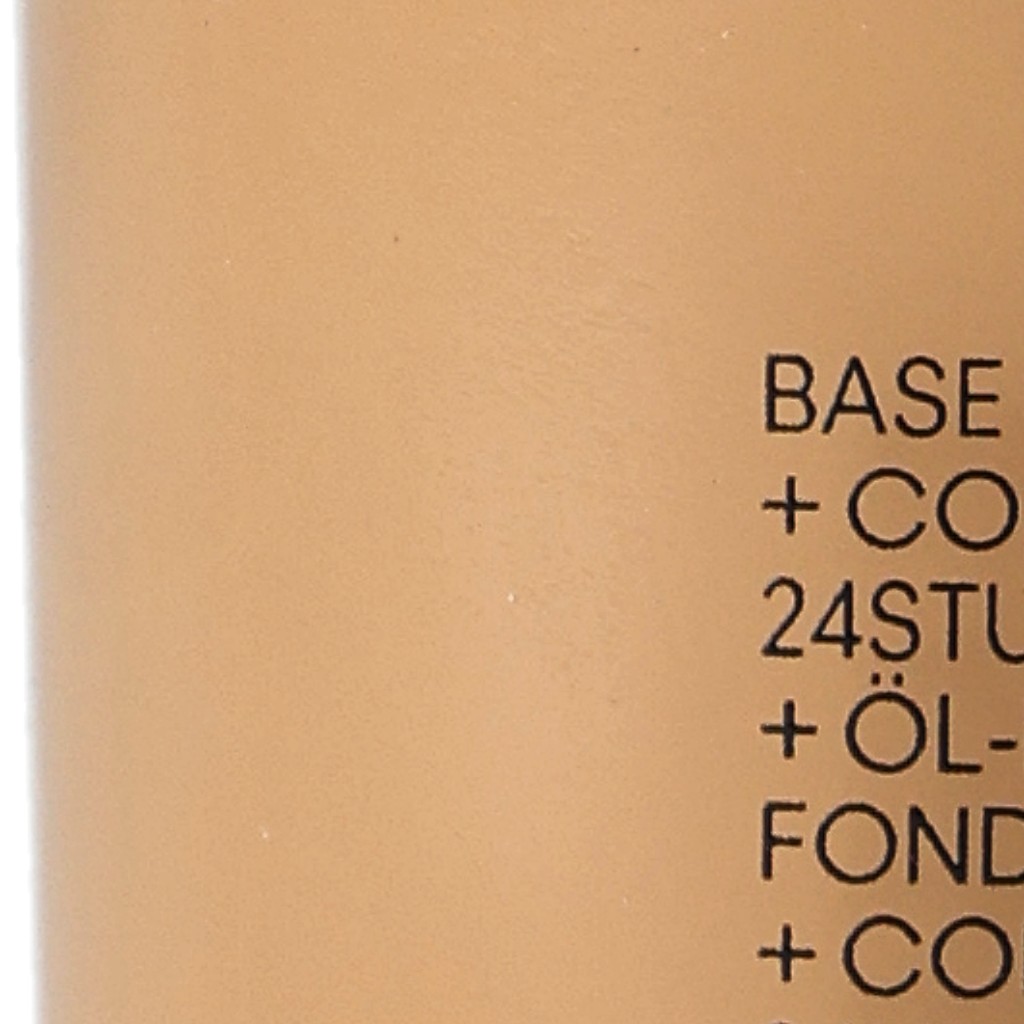 BASE
+ CO
24STU
+ ÖL-
FOND
+ CO